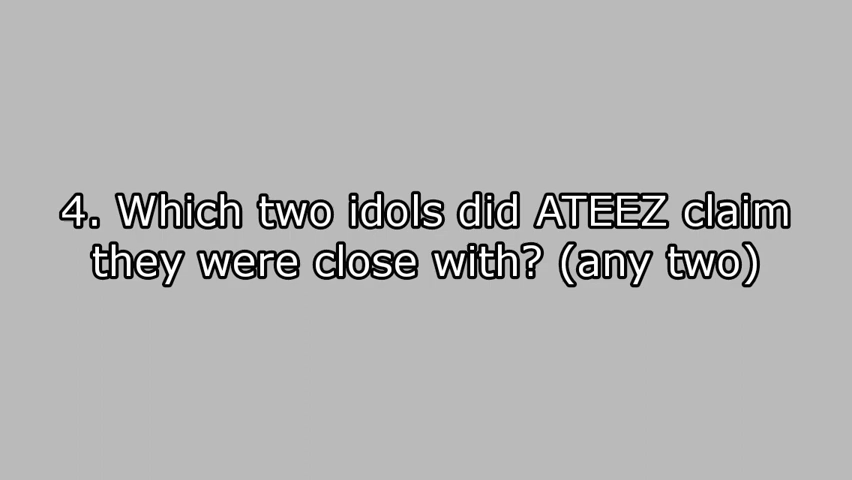 4. Which two idols did ATEEZ claim
they were close with? (any two)